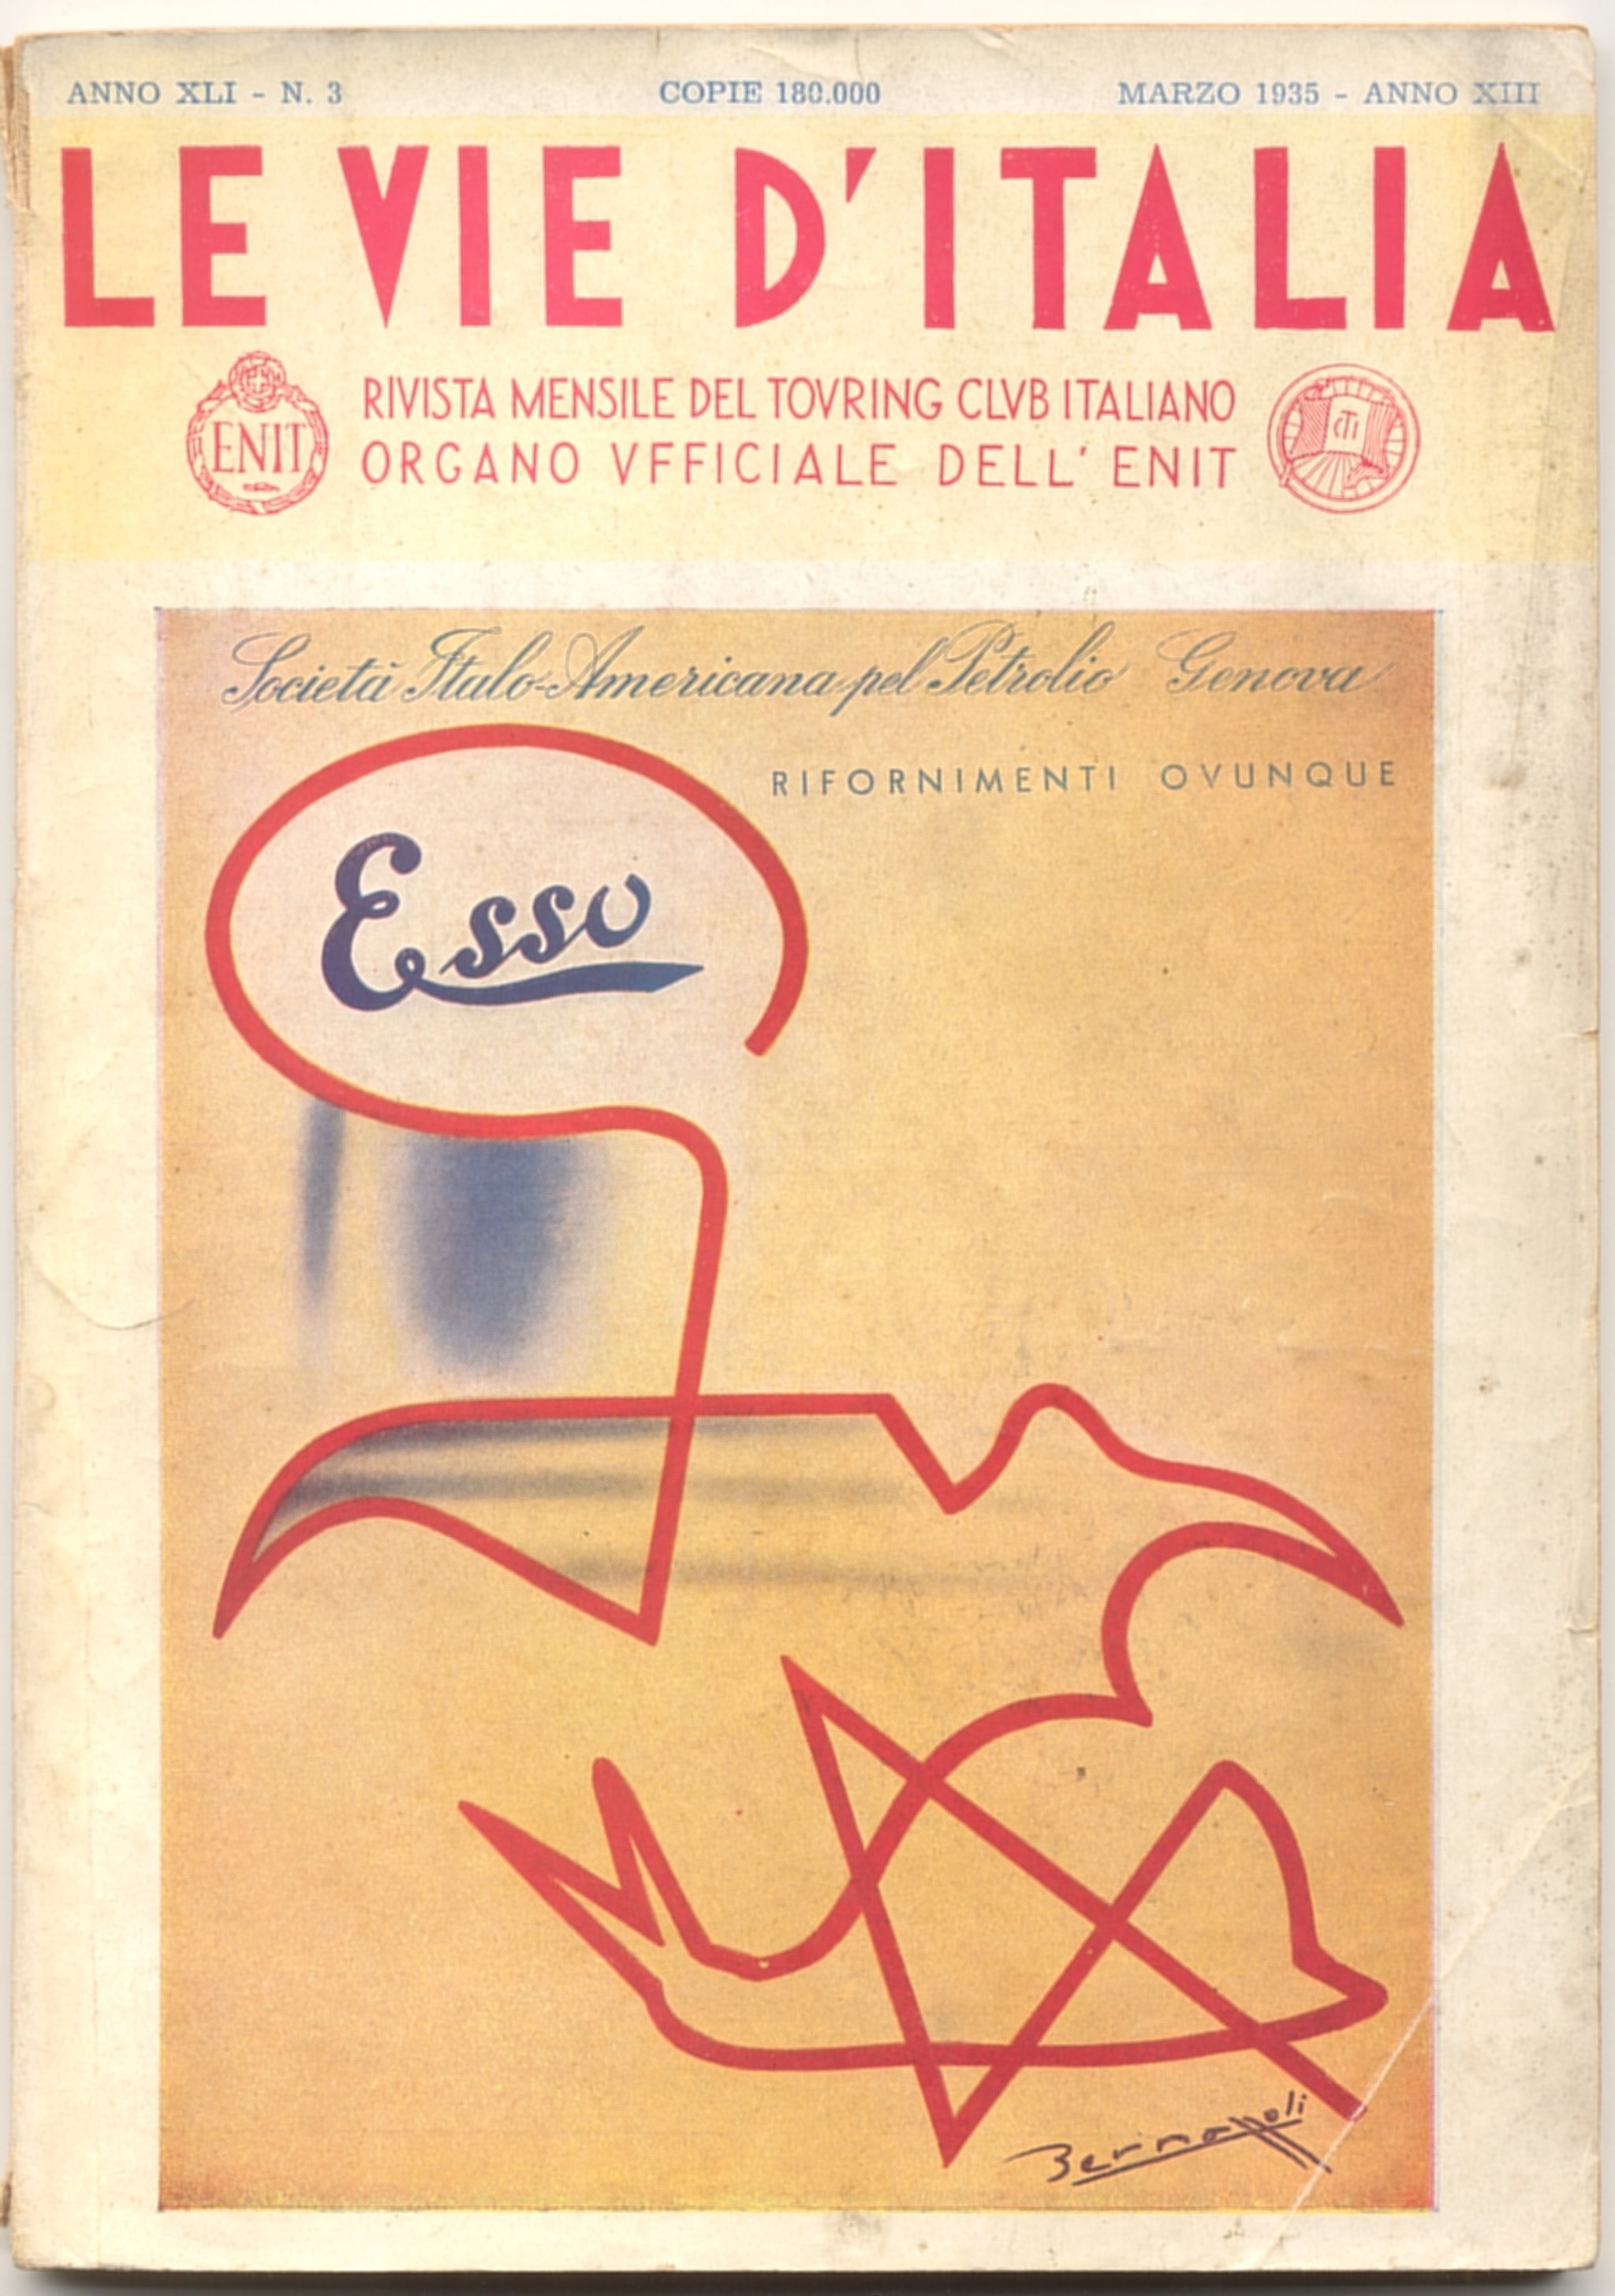 ANNO XLI - N. 3 COPIE 180.000 MARZO 1935 - ANNO XIII
LE VIE D'ITALIA
ENIT
RIVISTA MENSILE DEL TOVRING CLVB ITALIANO
ORGANO VFFICIALE DELL' ENIT
Società Italo-Americana pel Petrolio Genova
RIFORNIMENTI OVUNQUE
Esso